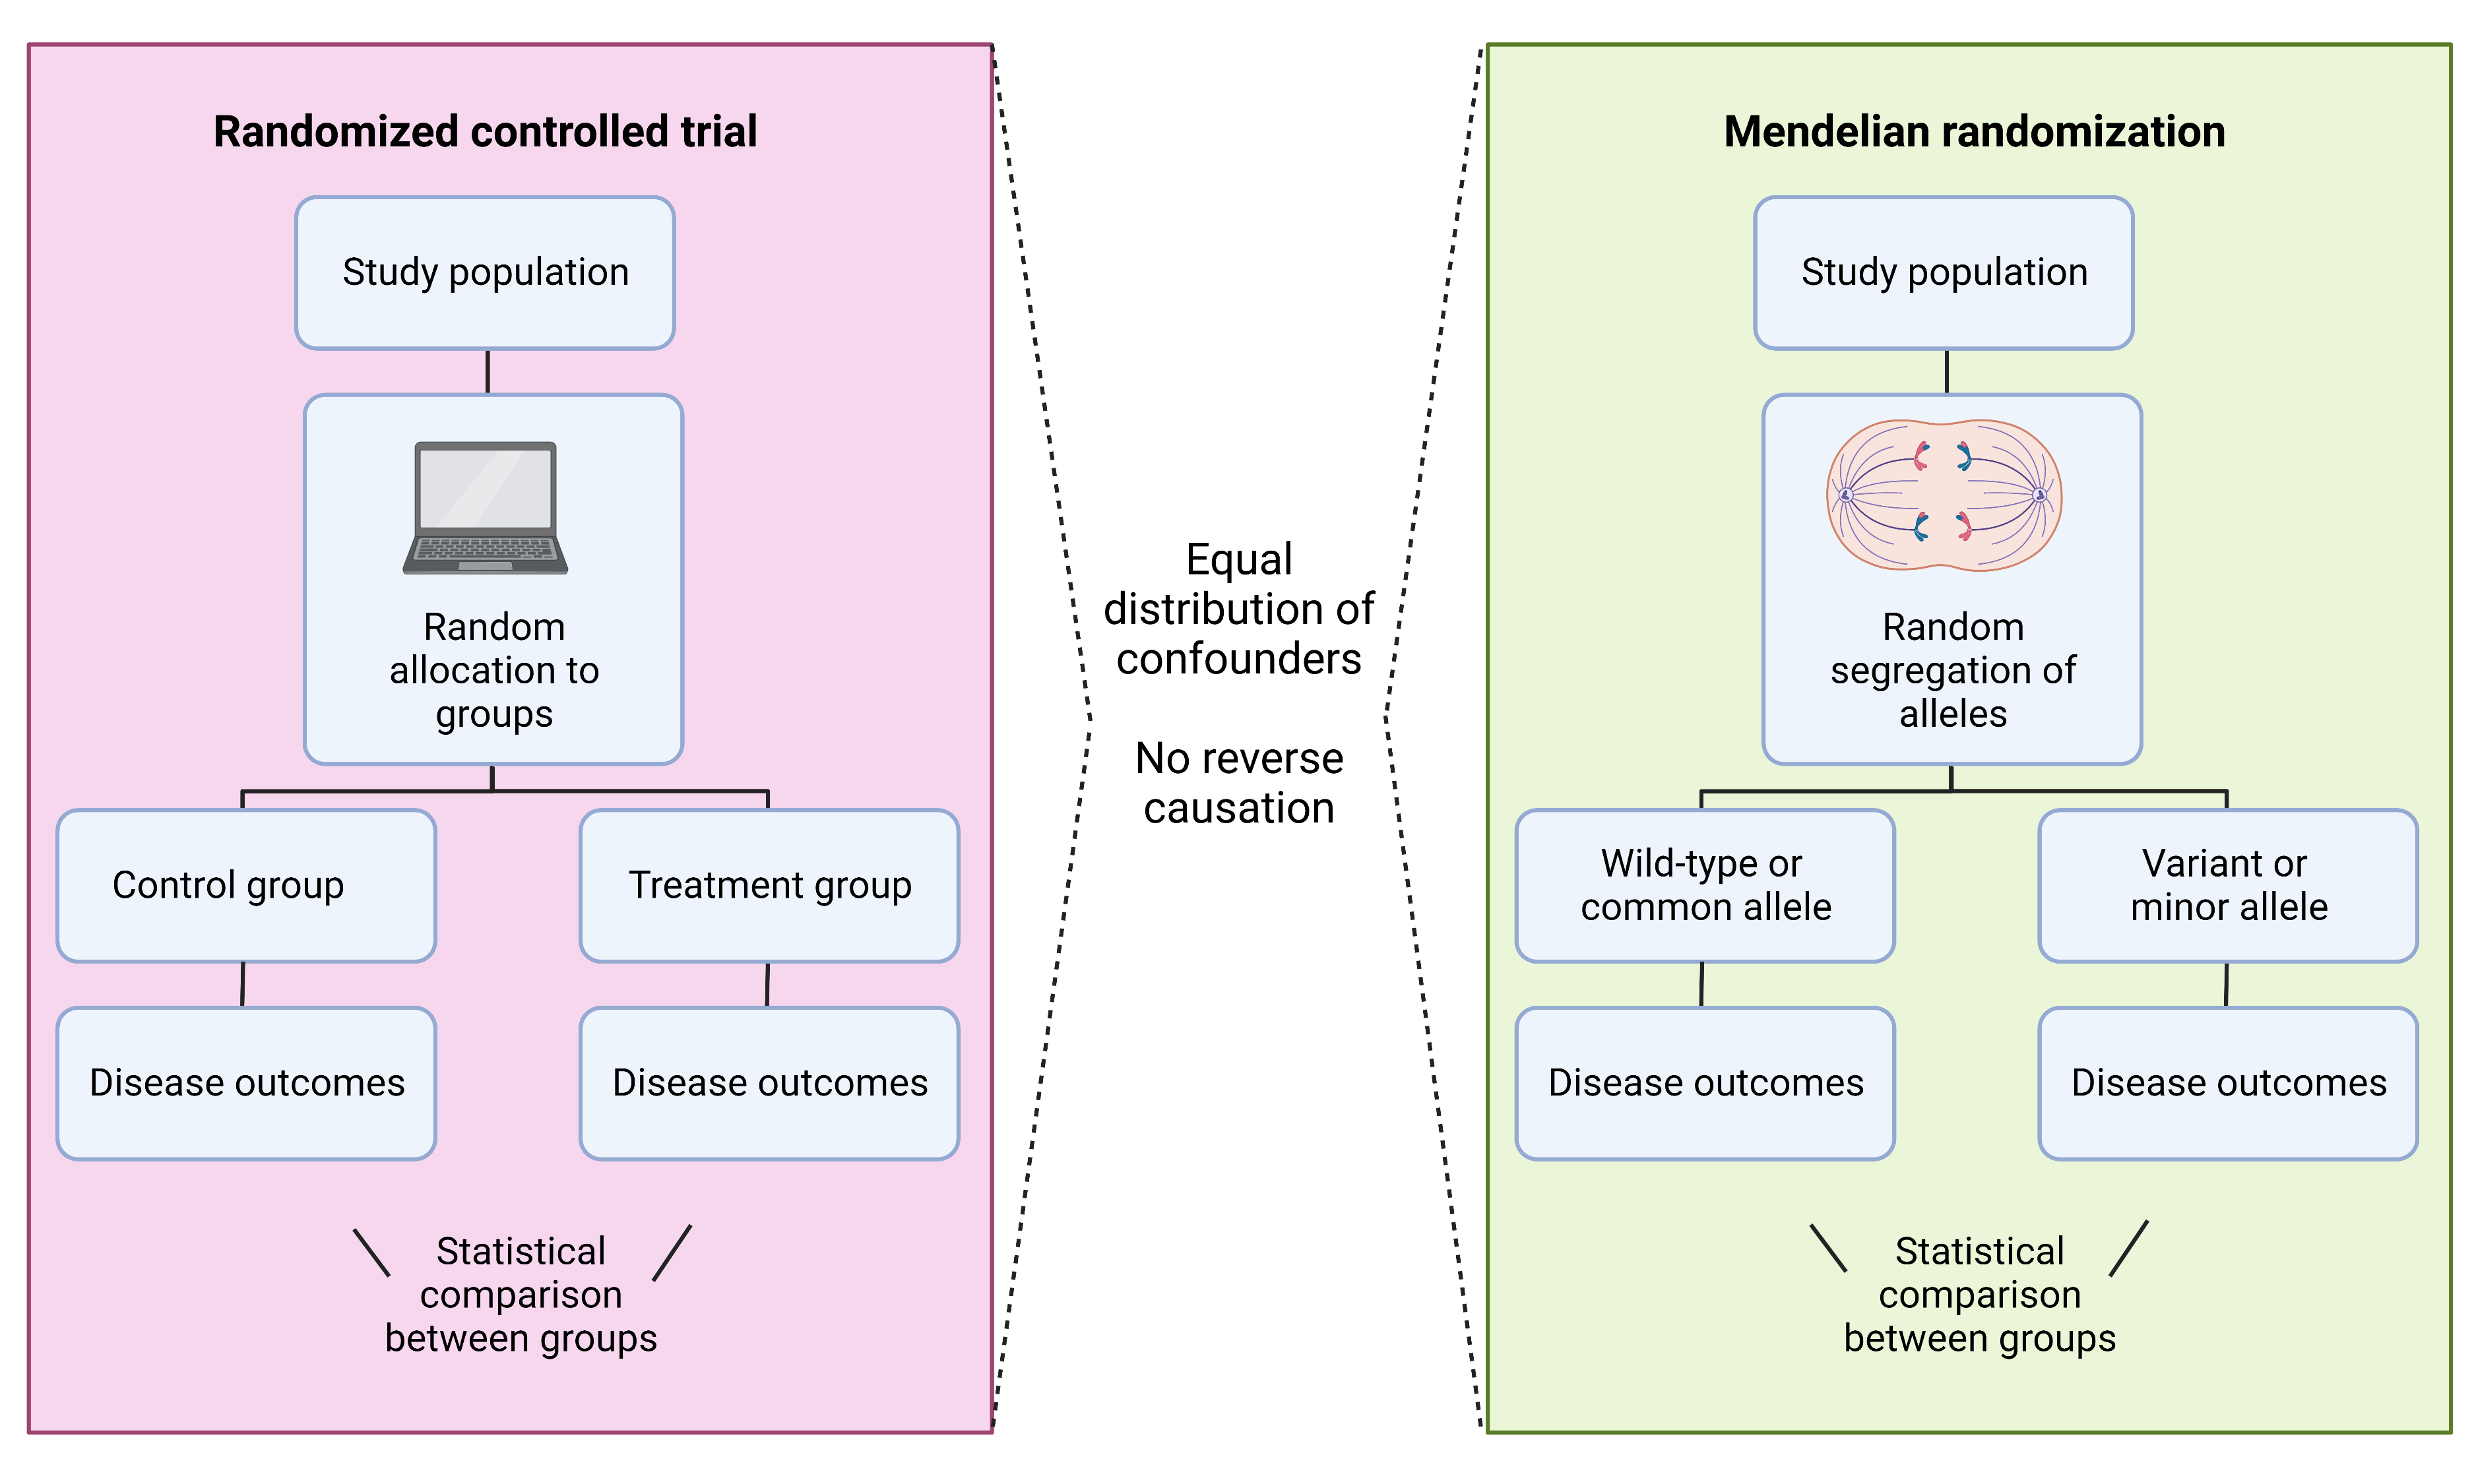 Randomized controlled trial
Study population
Random
allocation to
groups
Control group
Treatment group
Disease outcomes
Disease outcomes
Statistical
comparison
between groups
Equal
distribution of
confounders
No reverse
causation
Mendelian randomization
Study population
Random
segregation of
alleles
Wild-type or
common allele
Variant or
minor allele
Disease outcomes
Disease outcomes
Statistical
comparison
between groups